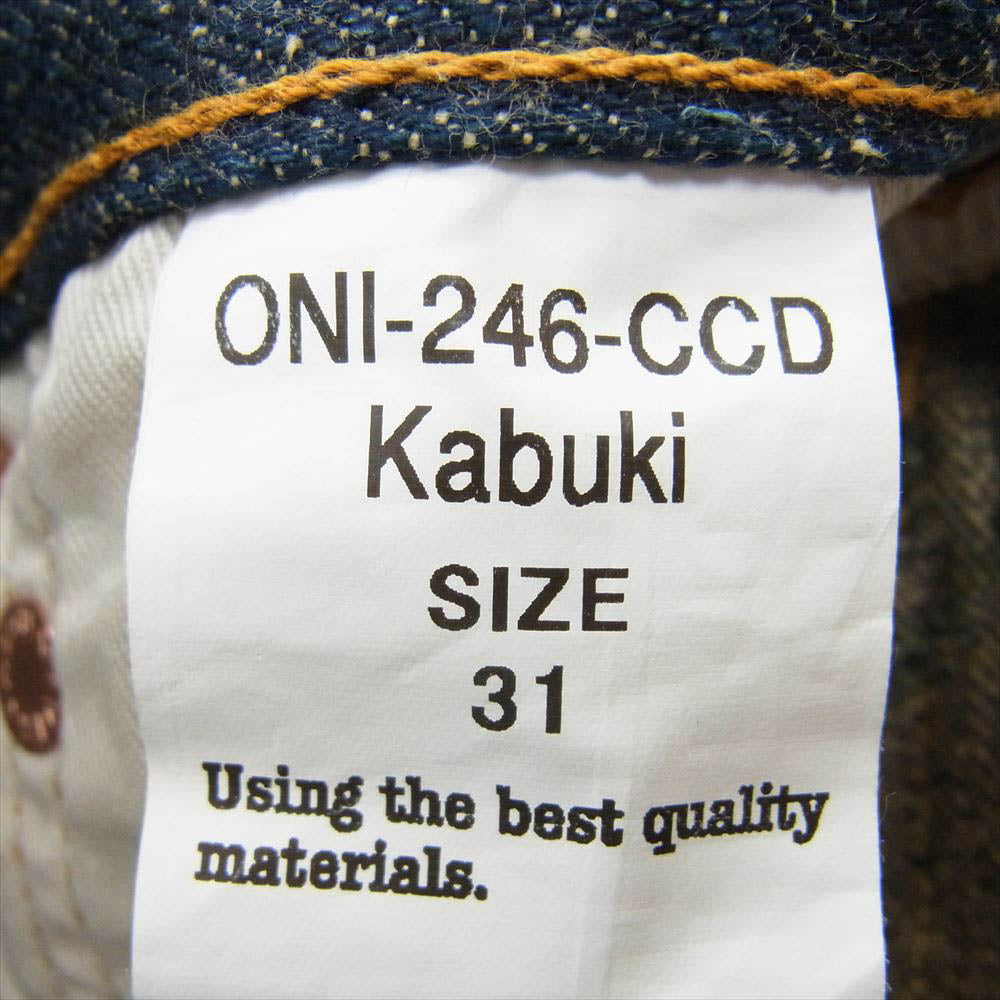 ONI-246-CCD
Kabuki
SIZE
31
Using the best quality
materials.